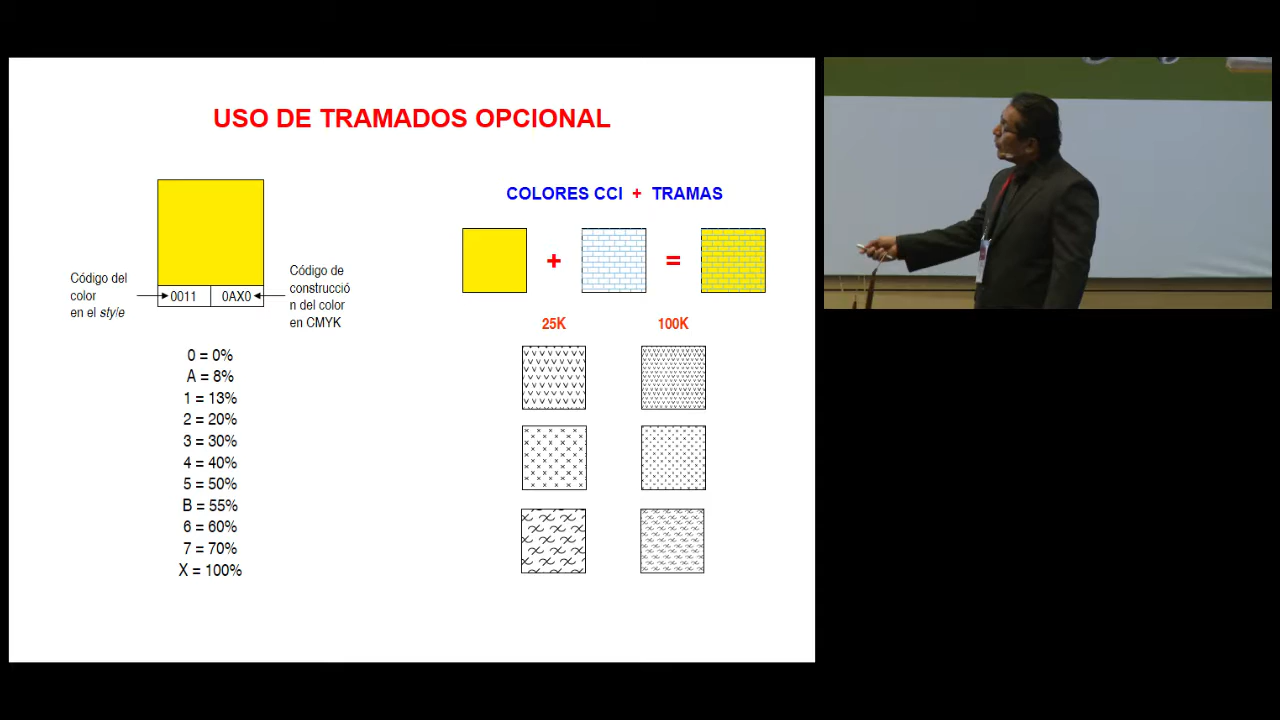 USO DE TRAMADOS OPCIONAL
Código del
color
en el style
0011
0AX0
Código de
construcció
n del color
en CMYK
0 = 0%
A = 8%
1 = 13%
2 = 20%
3 = 30%
4 = 40%
5 = 50%
B = 55%
6 = 60%
7 = 70%
X = 100%
COLORES CCI + TRAMAS
+
=
25K
100K